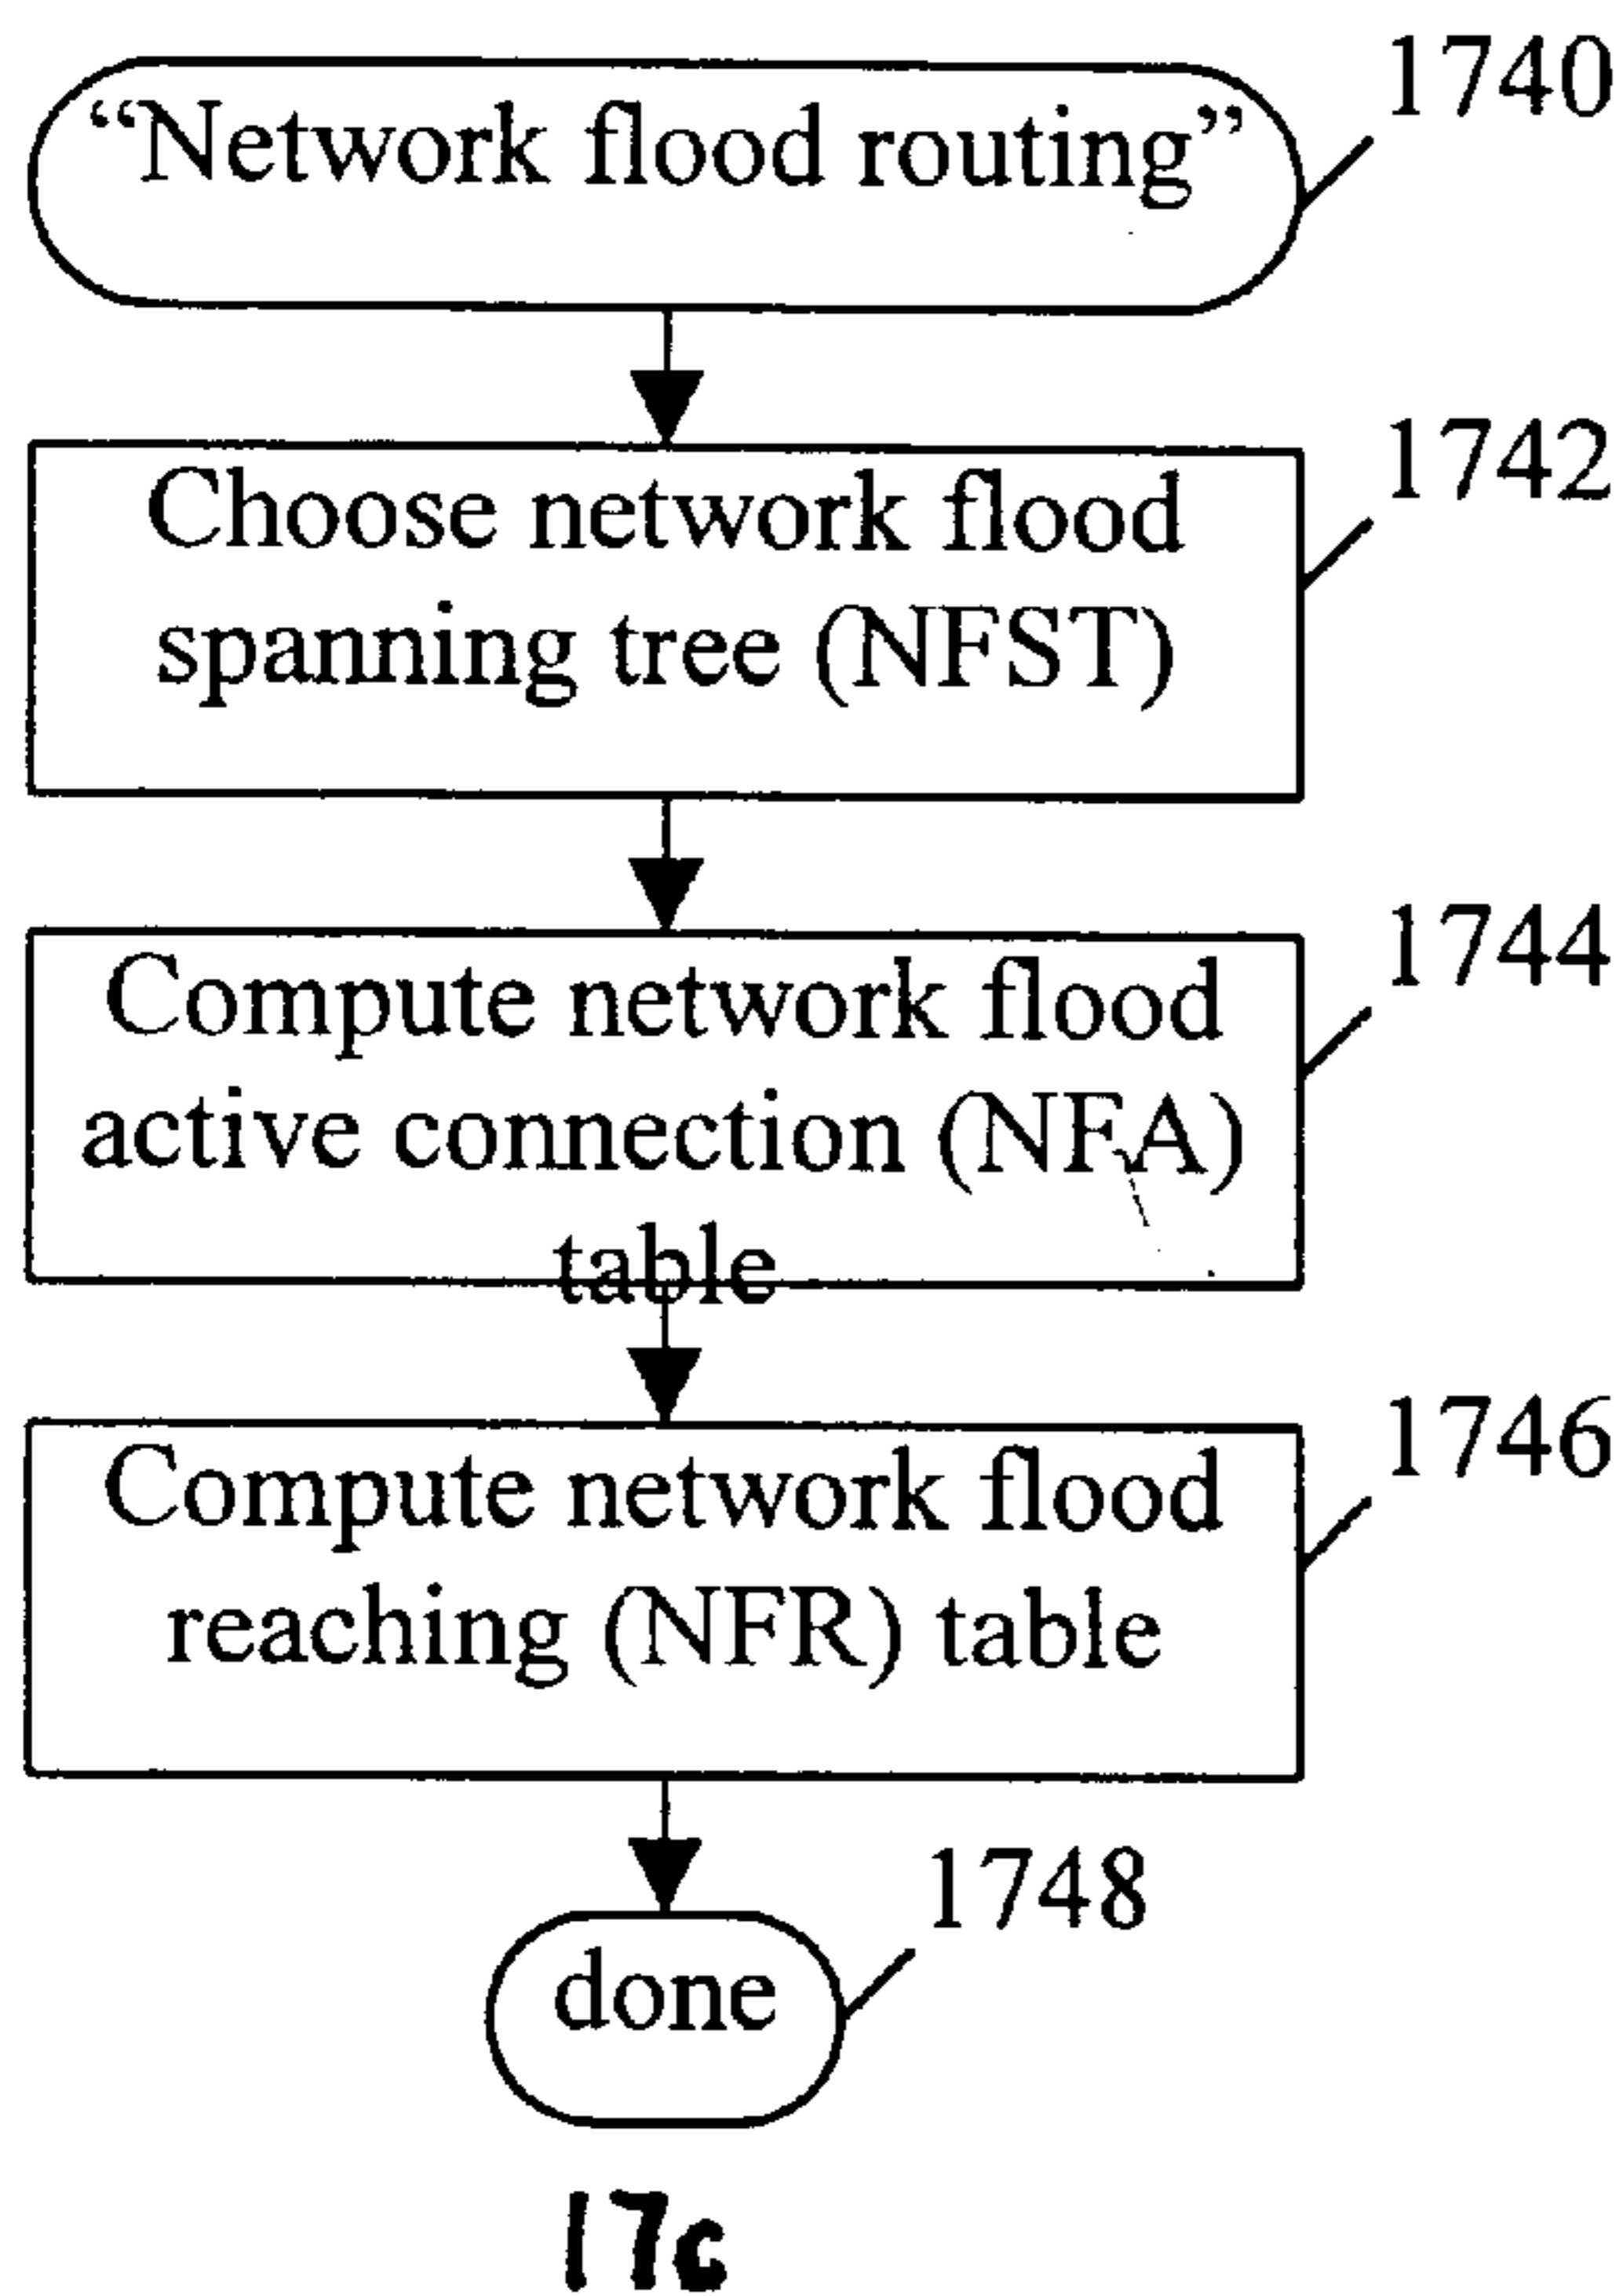 1740
“Network flood routing”
1742
Choose network flood
spanning tree (NFST)
1744
Compute network flood
active connection (NFA)
table
1746
Compute network flood
reaching (NFR) table
1748
done
17c